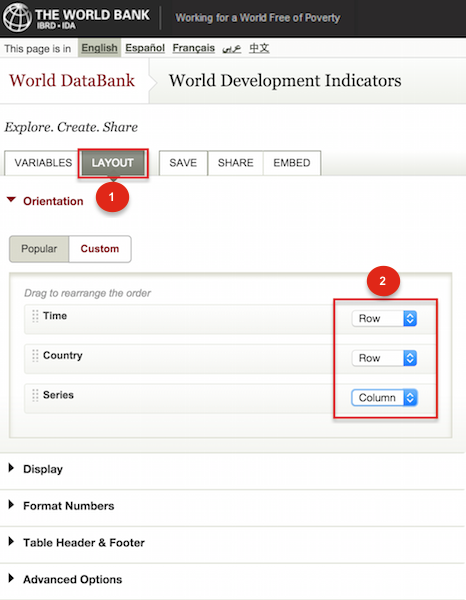 THE WORLD BANK
IBRD • IDA
Working for a World Free of Poverty
This page is in English Español Français عربي 中文
World DataBank World Development Indicators
Explore. Create. Share
VARIABLES LAYOUT SAVE SHARE EMBED
1
Orientation
Popular Custom
2
Drag to rearrange the order
Time Row
Country Row
Series Column
Display
Format Numbers
Table Header & Footer
Advanced Options